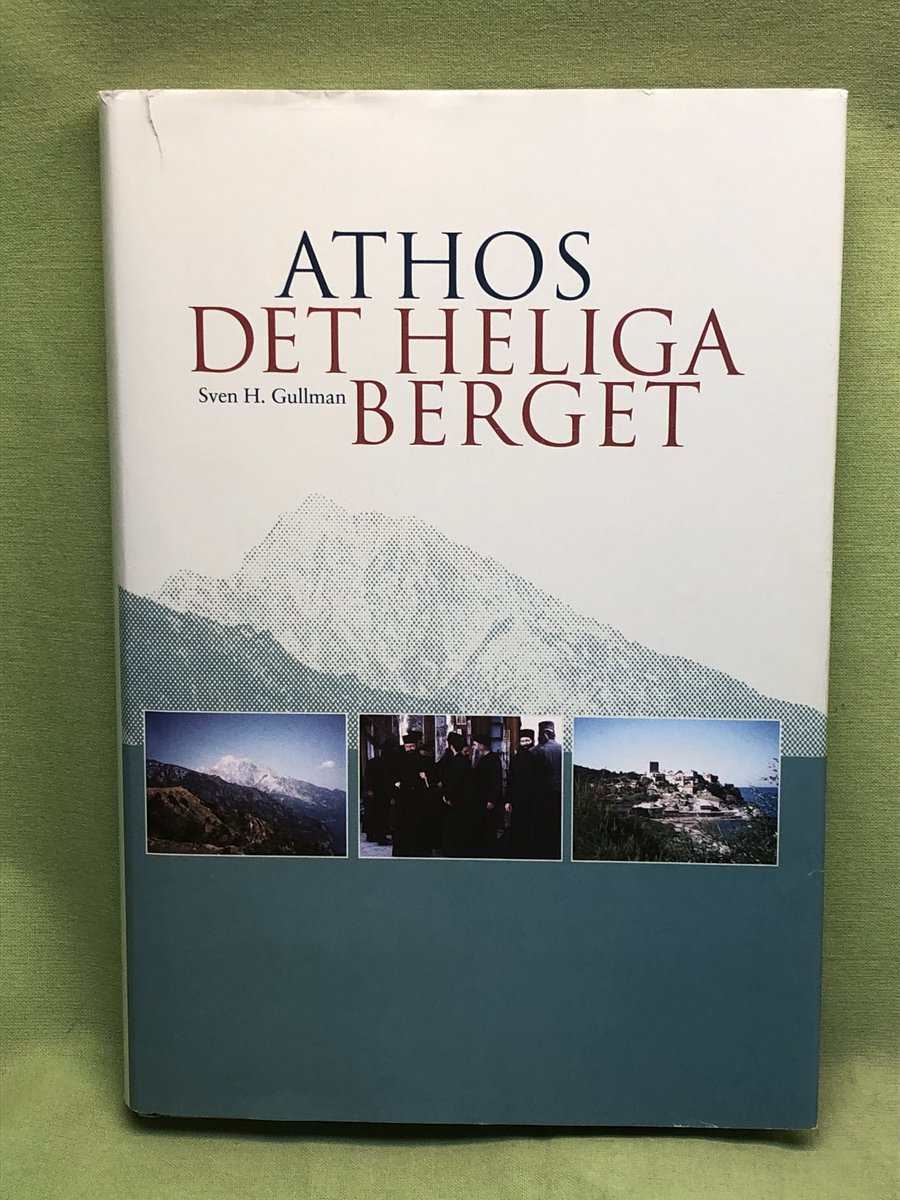 ATHOS
DET HELIGA
Sven H. Gullman BERGET